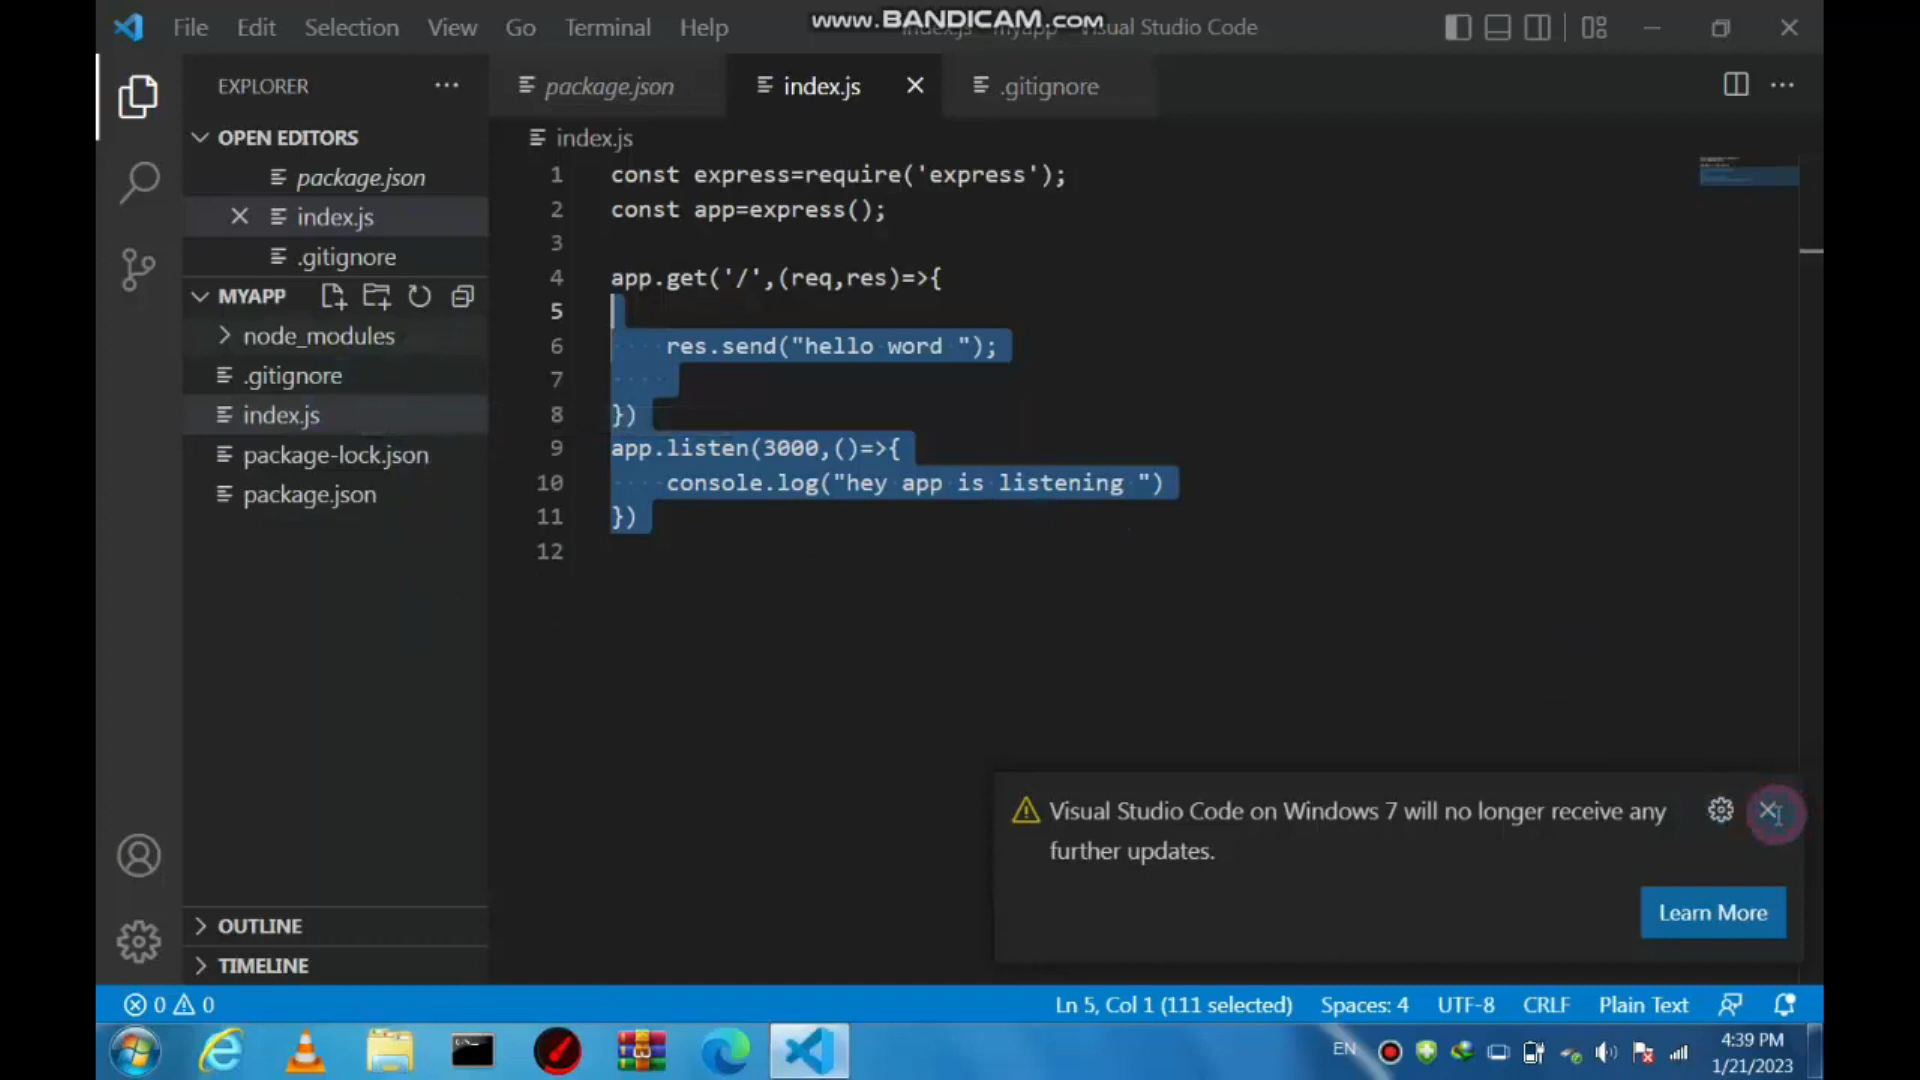 File Edit Selection View Go Terminal Help
www.BANDICAM.com
Visual Studio Code
EXPLORER
package.json
index.js
.gitignore
OPEN EDITORS
package.json
index.js
.gitignore
MYAPP
node_modules
.gitignore
index.js
package-lock.json
package.json
OUTLINE
TIMELINE
index.js
1 const express=require('express');
2 const app=express();
3
4 app.get('/',(req,res)=>{
5
6 res.send("hello word ");
7
8 })
9 app.listen(3000,()=>{
10 console.log("hey app is listening ")
11 })
12
Visual Studio Code on Windows 7 will no longer receive any
further updates.
Learn More
0 0
Ln 5, Col 1 (111 selected) Spaces: 4 UTF-8 CRLF Plain Text
EN
4:39 PM
1/21/2023